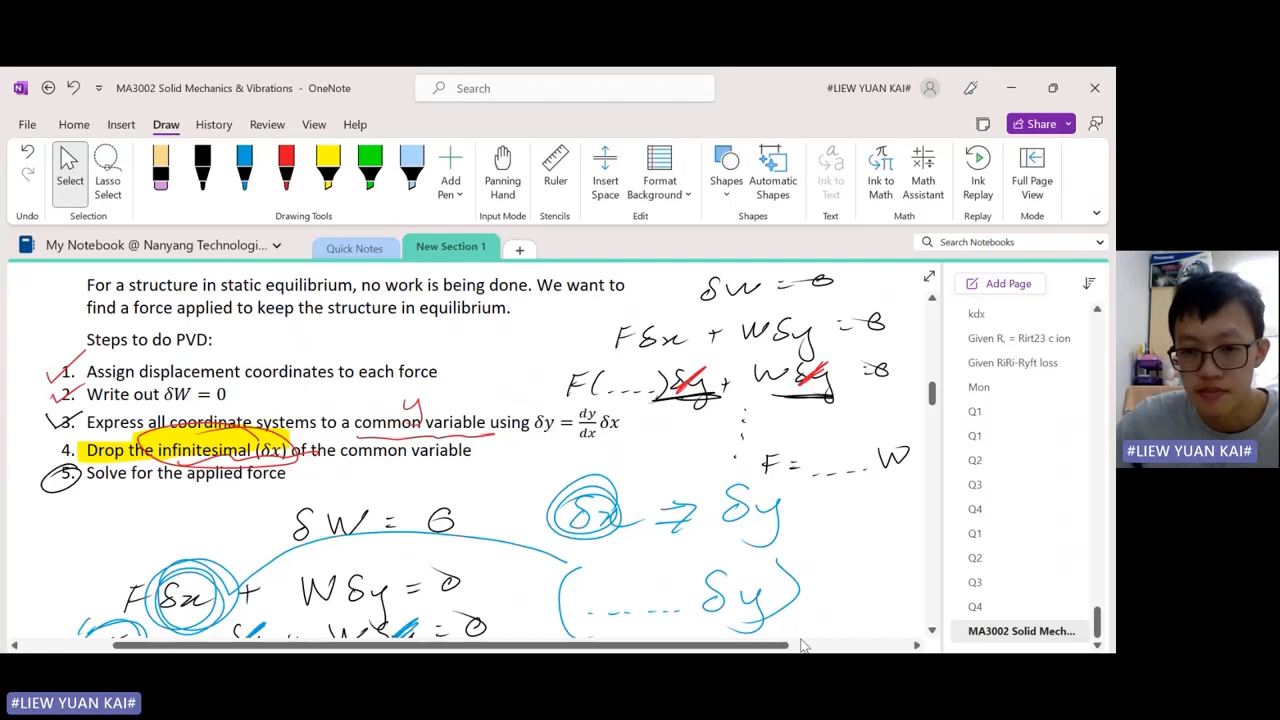 MA3002 Solid Mechanics & Vibrations - OneNote
Search
#LIEW YUAN KAI#
File Home Insert Draw History Review View Help
Share
Undo
Select
Lasso Select
Selection
Add Pen
Drawing Tools
Panning Hand
Input Mode
Ruler
Stencils
Insert Space
Format Background
Edit
Shapes
Automatic Shapes
Shapes
Ink to Text
Text
Ink to Math
Math Assistant
Math
Ink Replay
Replay
Full Page View
Mode
My Notebook @ Nanyang Technologi...
Quick Notes
New Section 1
Search Notebooks
For a structure in static equilibrium, no work is being done. We want to
find a force applied to keep the structure in equilibrium.
Steps to do PVD:
1. Assign displacement coordinates to each force
2. Write out δW = 0
y
3. Express all coordinate systems to a common variable using δy = dy/dx δx
4. Drop the infinitesimal (δx) of the common variable
5. Solve for the applied force
δW = 0
Fδx + Wδy = 0
F(....)δy + Wδy = 0
F = ..... W
δW = 0
Fδx + Wδy = 0
δx ⇒ δy
(...... δy)
Add Page
kdx
Given R, = Rirt23 c ion
Given RiRi-Ryft loss
Mon
Q1
Q1
Q2
Q3
Q4
Q1
Q2
Q3
Q4
MA3002 Solid Mech...
#LIEW YUAN KAI#
#LIEW YUAN KAI#